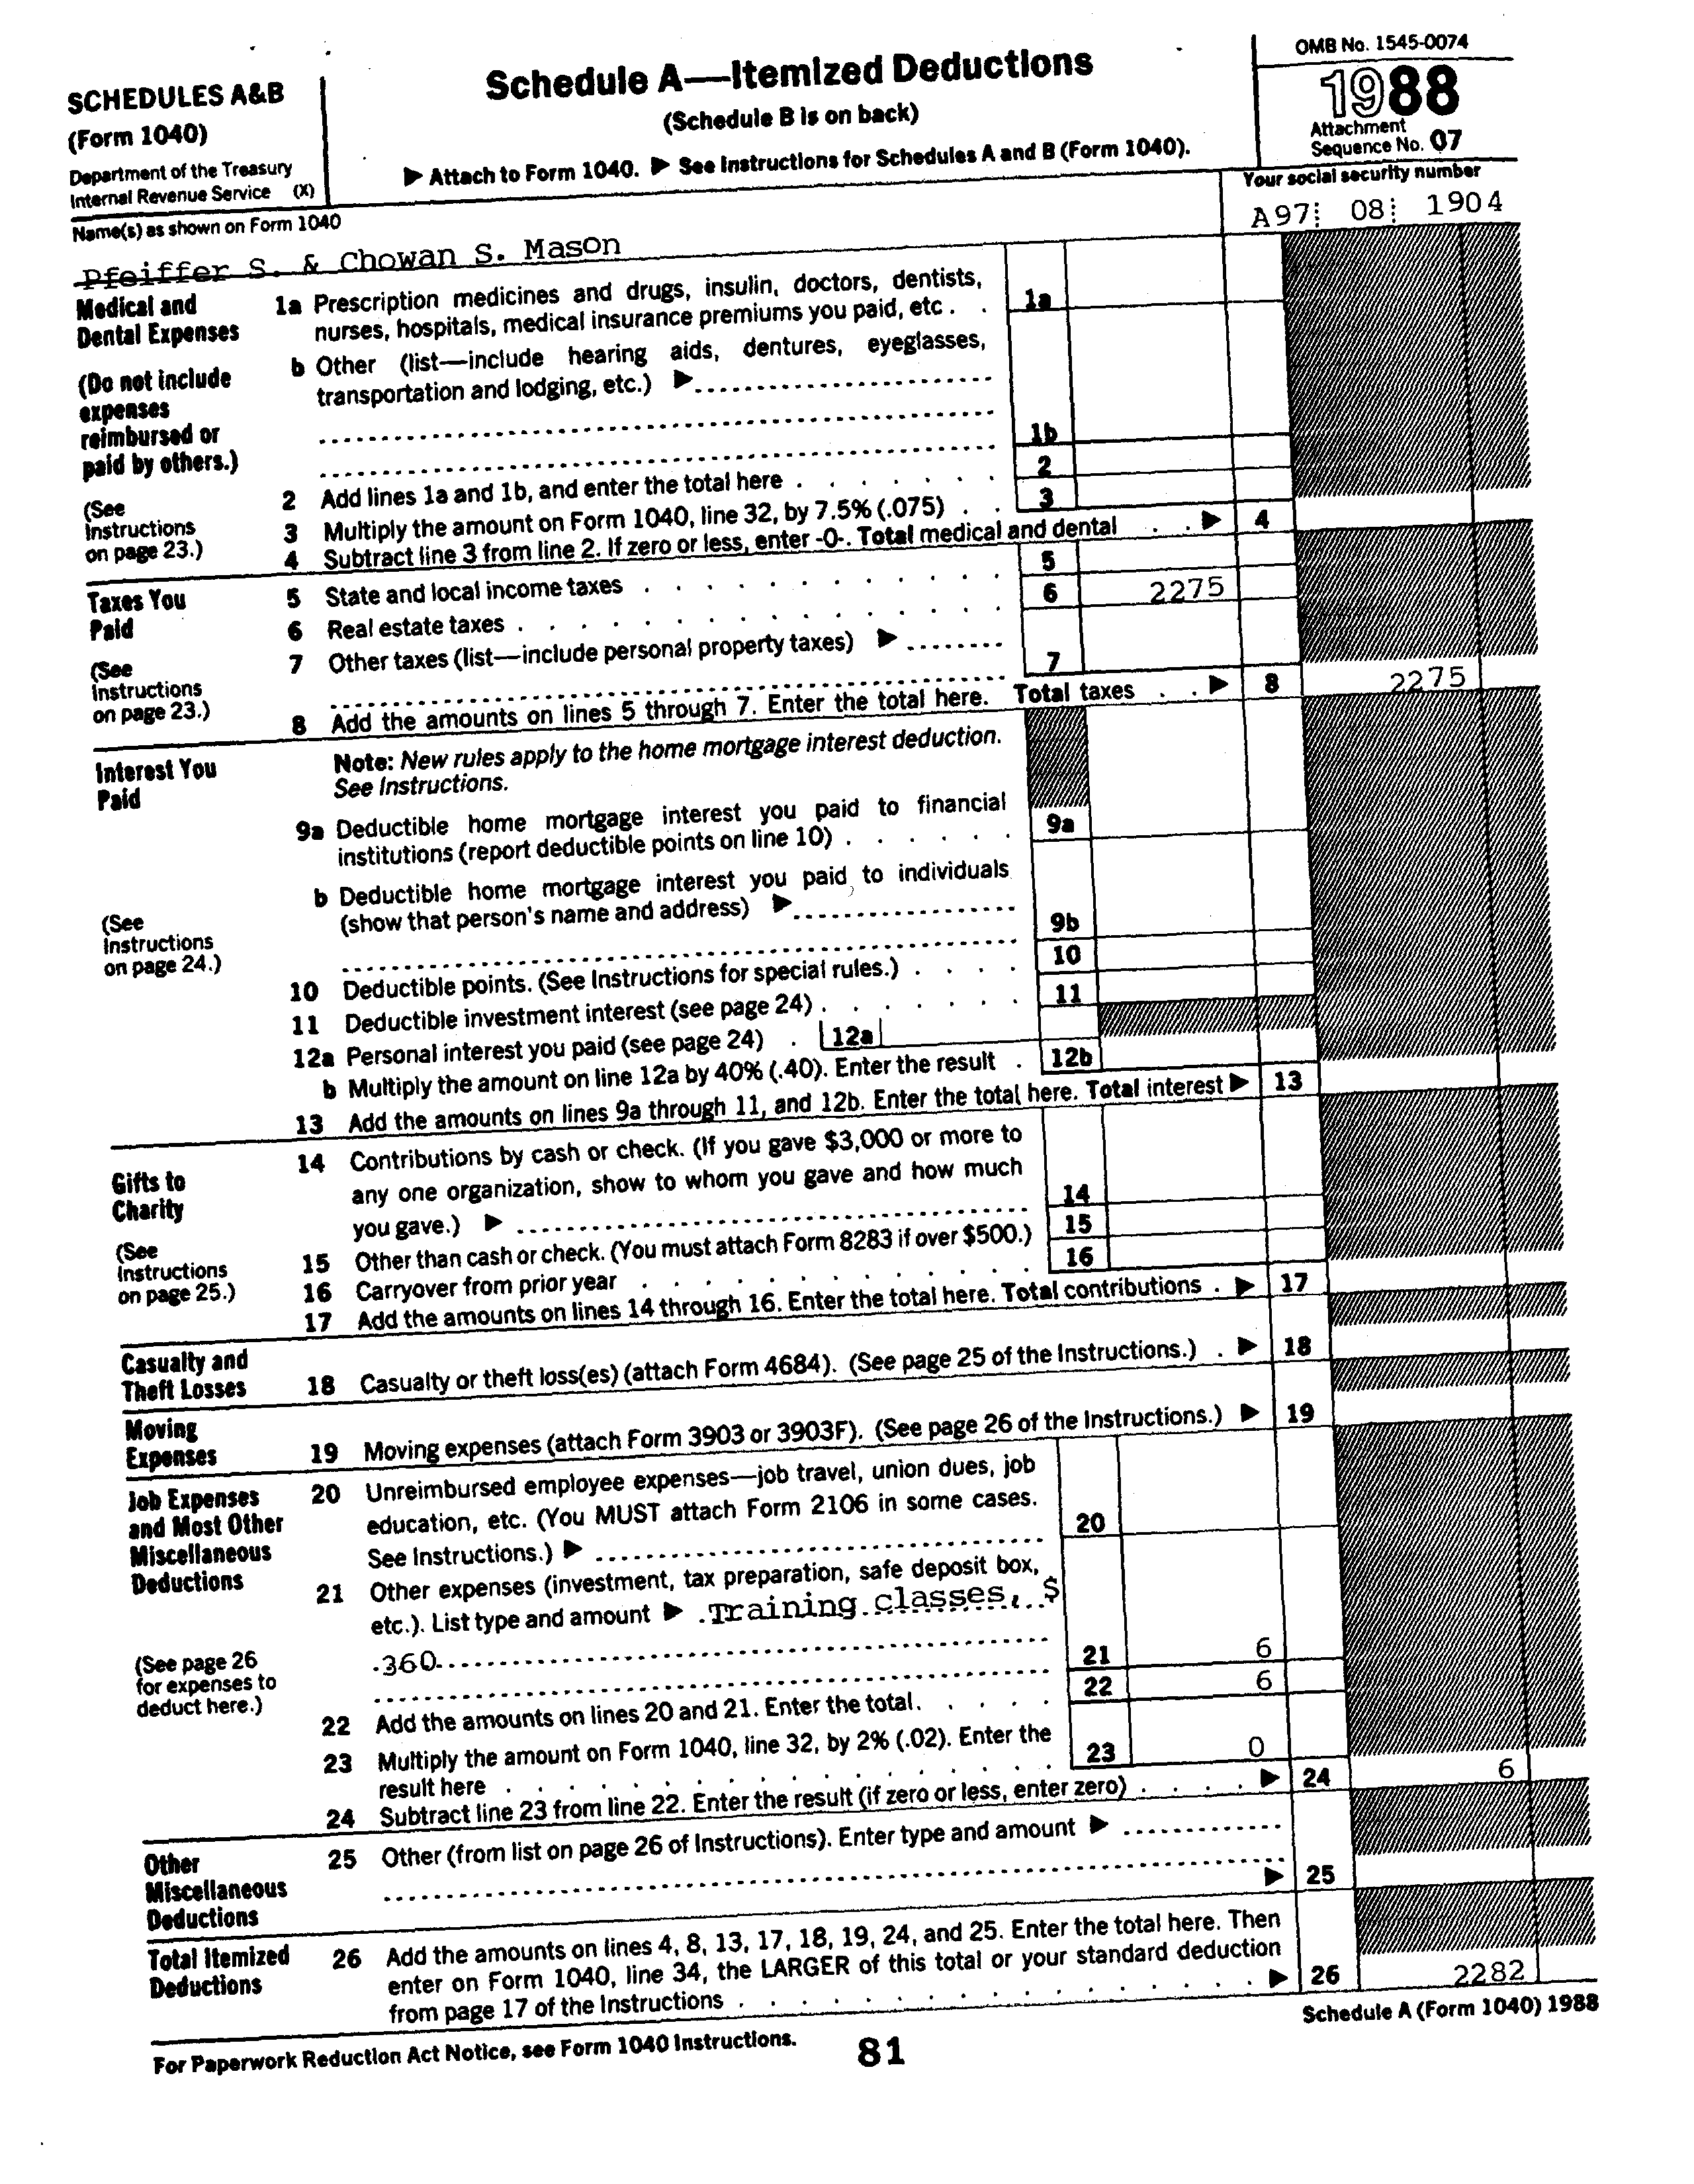 SCHEDULES A&B
(Form 1040)
Department of the Treasury
Internal Revenue Service (X)
Schedule A—Itemized Deductions
(Schedule B is on back)
▶ Attach to Form 1040. ▶ See Instructions for Schedules A and B (Form 1040).
OMB No. 1545-0074
1988
Attachment
Sequence No. 07
Name(s) as shown on Form 1040
Pfeiffer S. & Chowan S. Mason
Your social security number
A97 08 1904
Medical and
Dental Expenses
(Do not include
expenses
reimbursed or
paid by others.)
(See
Instructions
on page 23.)
1a Prescription medicines and drugs, insulin, doctors, dentists,
nurses, hospitals, medical insurance premiums you paid, etc . . 1a
b Other (list—include hearing aids, dentures, eyeglasses,
transportation and lodging, etc.) ▶
1b
2 Add lines 1a and 1b, and enter the total here . . . . . . . 2
3 Multiply the amount on Form 1040, line 32, by 7.5% (.075) . . 3
4 Subtract line 3 from line 2. If zero or less, enter -0-. Total medical and dental . . ▶ 4
Taxes You
Paid
(See
Instructions
on page 23.)
5 State and local income taxes . . . . . . . . . . . 5
6 Real estate taxes . . . . . . . . . . . . . . 6 2275
7 Other taxes (list—include personal property taxes) ▶
7
8 Add the amounts on lines 5 through 7. Enter the total here. Total taxes . . ▶ 8 2275
Interest You
Paid
(See
Instructions
on page 24.)
Note: New rules apply to the home mortgage interest deduction.
See Instructions.
9a Deductible home mortgage interest you paid to financial
institutions (report deductible points on line 10) . . . . . . 9a
b Deductible home mortgage interest you paid to individuals
(show that person's name and address) ▶
9b
10 Deductible points. (See Instructions for special rules.) . . . . 10
11 Deductible investment interest (see page 24) . . . . . . . 11
12a Personal interest you paid (see page 24) . 12a
b Multiply the amount on line 12a by 40% (.40). Enter the result . 12b
13 Add the amounts on lines 9a through 11, and 12b. Enter the total here. Total interest ▶ 13
Gifts to
Charity
(See
Instructions
on page 25.)
14 Contributions by cash or check. (If you gave $3,000 or more to
any one organization, show to whom you gave and how much
you gave.) ▶ 14
15 Other than cash or check. (You must attach Form 8283 if over $500.) 15
16 Carryover from prior year . . . . . . . . . . . . 16
17 Add the amounts on lines 14 through 16. Enter the total here. Total contributions . ▶ 17
Casualty and
Theft Losses
18 Casualty or theft loss(es) (attach Form 4684). (See page 25 of the Instructions.) . ▶ 18
Moving
Expenses
19 Moving expenses (attach Form 3903 or 3903F). (See page 26 of the Instructions.) ▶ 19
Job Expenses
and Most Other
Miscellaneous
Deductions
(See page 26
for expenses to
deduct here.)
20 Unreimbursed employee expenses—job travel, union dues, job
education, etc. (You MUST attach Form 2106 in some cases.
See Instructions.) ▶ 20
21 Other expenses (investment, tax preparation, safe deposit box,
etc.). List type and amount ▶ Training classes, $
360
21 6
22 Add the amounts on lines 20 and 21. Enter the total. . . . . 22 6
23 Multiply the amount on Form 1040, line 32, by 2% (.02). Enter the
result here . . . . . . . . . . . . . . . . 23 0
24 Subtract line 23 from line 22. Enter the result (if zero or less, enter zero) . . . . ▶ 24 6
Other
Miscellaneous
Deductions
25 Other (from list on page 26 of Instructions). Enter type and amount ▶
▶ 25
Total Itemized
Deductions
26 Add the amounts on lines 4, 8, 13, 17, 18, 19, 24, and 25. Enter the total here. Then
enter on Form 1040, line 34, the LARGER of this total or your standard deduction
from page 17 of the Instructions . . . . . . . . . . . . . . ▶ 26 2282
For Paperwork Reduction Act Notice, see Form 1040 Instructions.
81
Schedule A (Form 1040) 1988